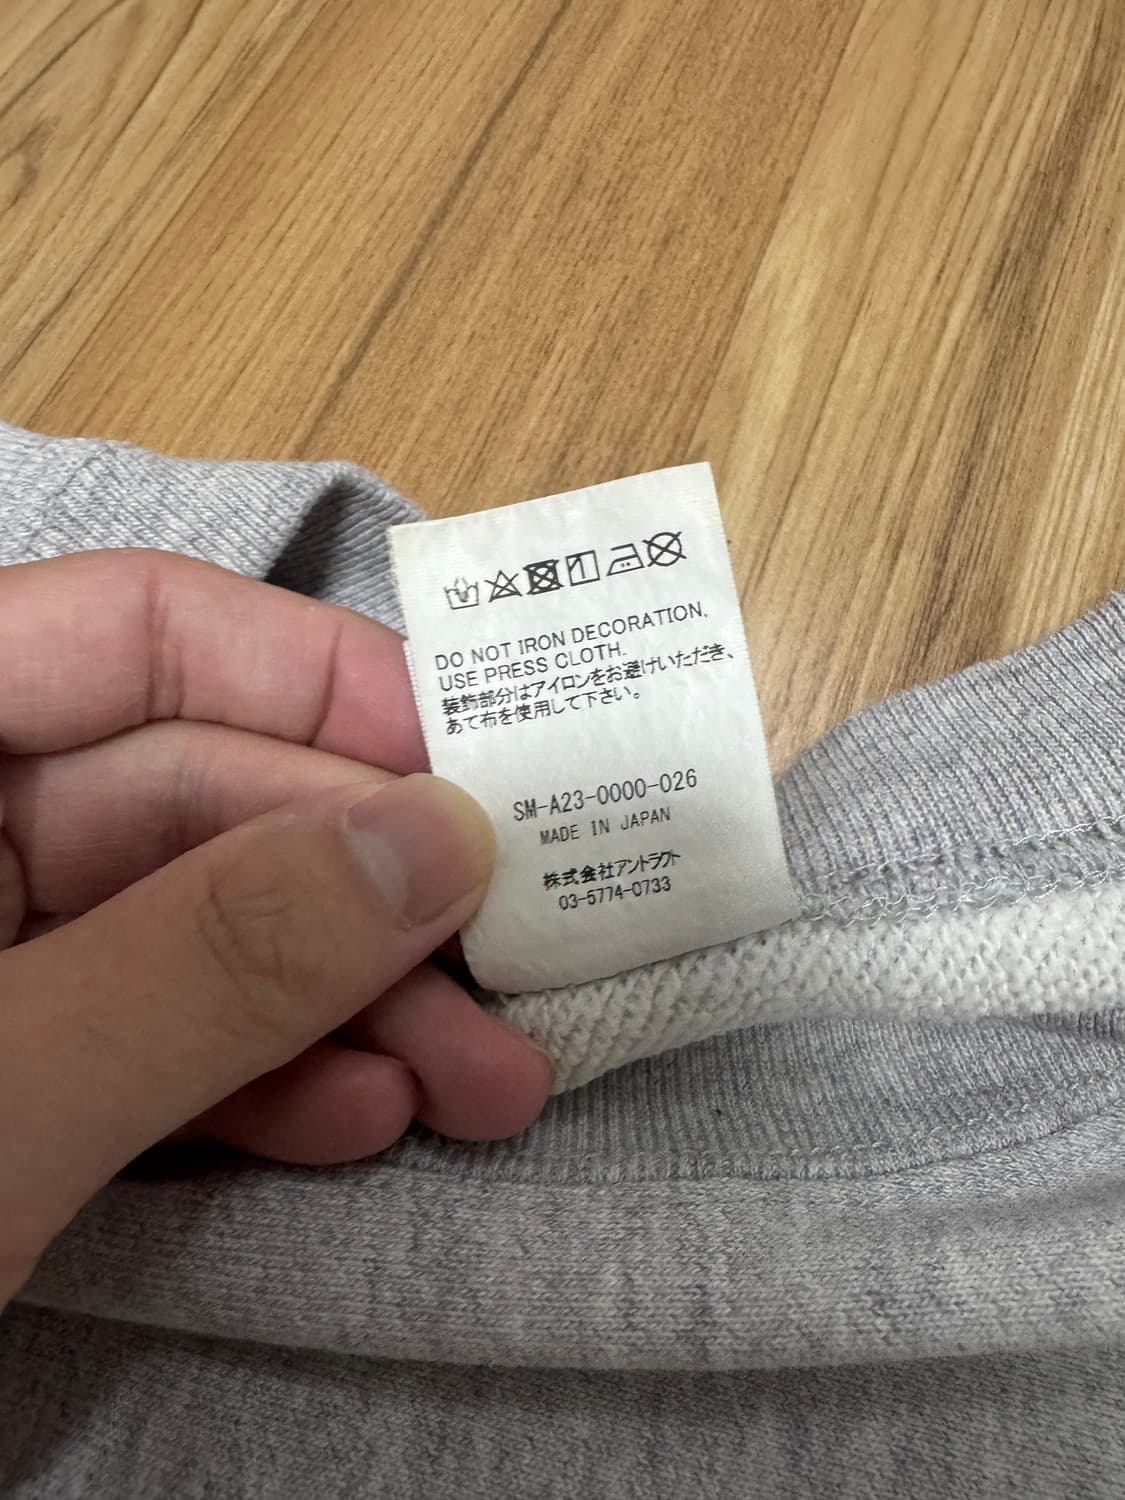 DO NOT IRON DECORATION,
USE PRESS CLOTH.
装飾部分はアイロンをお避けいただき、
あて布を使用して下さい。
SM-A23-0000-026
MADE IN JAPAN
株式会社アントラクト
03-5774-0733